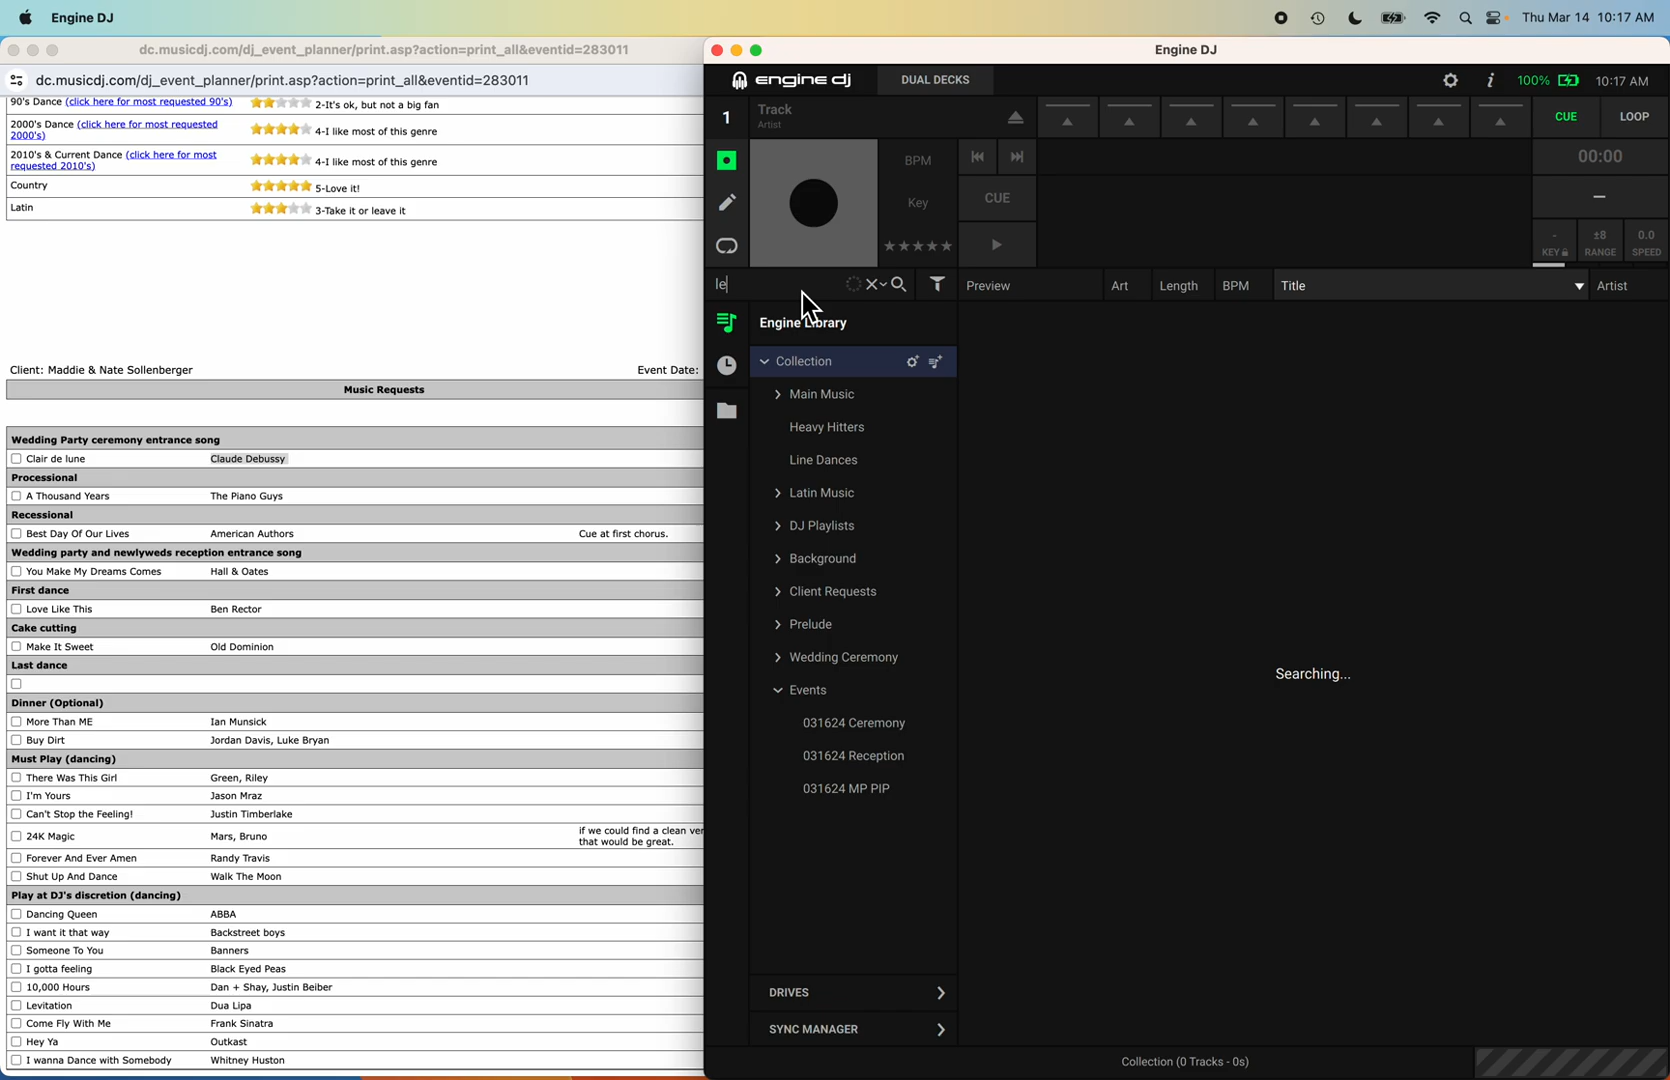 Engine DJ
Thu Mar 14 10:17 AM
dc.musicdj.com/dj_event_planner/print.asp?action=print_all&eventid=283011
dc.musicdj.com/dj_event_planner/print.asp?action=print_all&eventid=283011
90's Dance (click here for most requested 90's) 2-It's ok, but not a big fan
2000's Dance (click here for most requested
2000's)
4-I like most of this genre
2010's & Current Dance (click here for most
requested 2010's)
4-I like most of this genre
Country 5-Love it!
Latin 3-Take it or leave it
Client: Maddie & Nate Sollenberger Event Date:
Music Requests
Wedding Party ceremony entrance song
Clair de lune Claude Debussy
Processional
A Thousand Years The Piano Guys
Recessional
Best Day Of Our Lives American Authors Cue at first chorus.
Wedding party and newlyweds reception entrance song
You Make My Dreams Comes Hall & Oates
First dance
Love Like This Ben Rector
Cake cutting
Make It Sweet Old Dominion
Last dance
Dinner (Optional)
More Than ME Ian Munsick
Buy Dirt Jordan Davis, Luke Bryan
Must Play (dancing)
There Was This Girl Green, Riley
I'm Yours Jason Mraz
Can't Stop the Feeling! Justin Timberlake
24K Magic Mars, Bruno if we could find a clean ver
that would be great.
Forever And Ever Amen Randy Travis
Shut Up And Dance Walk The Moon
Play at DJ's discretion (dancing)
Dancing Queen ABBA
I want it that way Backstreet boys
Someone To You Banners
I gotta feeling Black Eyed Peas
10,000 Hours Dan + Shay, Justin Beiber
Levitation Dua Lipa
Come Fly With Me Frank Sinatra
Hey Ya Outkast
I wanna Dance with Somebody Whitney Huston
Engine DJ
engine dj DUAL DECKS 100% 10:17 AM
1 Track
Artist
CUE LOOP
BPM 00:00
Key CUE –
- ±8 0.0
KEY RANGE SPEED
le Preview Art Length BPM Title Artist
Engine Library
Collection
Main Music
Heavy Hitters
Line Dances
Latin Music
DJ Playlists
Background
Client Requests
Prelude
Wedding Ceremony
Events
031624 Ceremony
031624 Reception
031624 MP PIP
Searching...
DRIVES
SYNC MANAGER
Collection (0 Tracks - 0s)